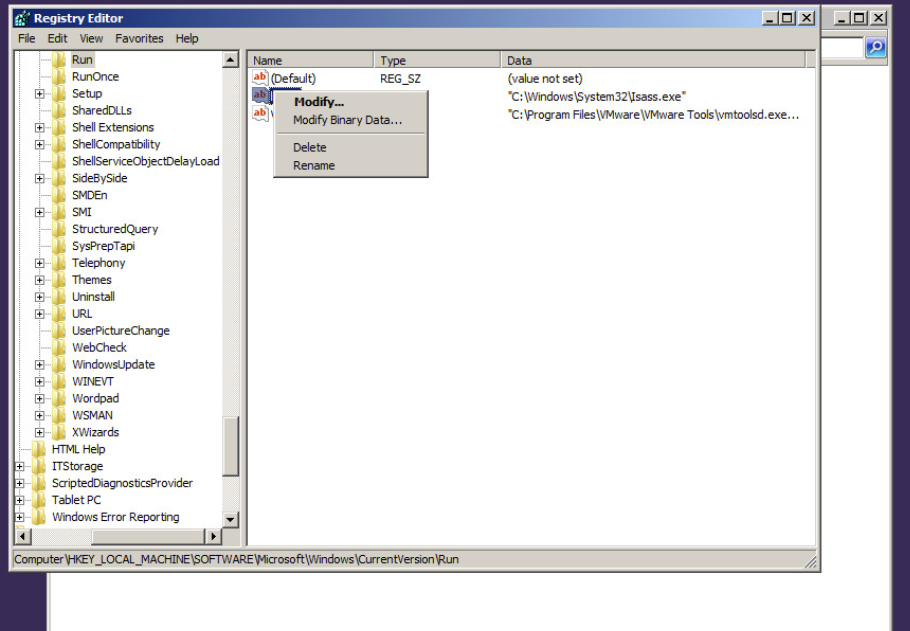 Registry Editor
File Edit View Favorites Help
Run
RunOnce
Setup
SharedDLLs
Shell Extensions
ShellCompatibility
ShellServiceObjectDelayLoad
SideBySide
SMDEn
SMI
StructuredQuery
SysPrepTapi
Telephony
Themes
Uninstall
URL
UserPictureChange
WebCheck
WindowsUpdate
WINEVT
Wordpad
WSMAN
XWizards
HTML Help
ITStorage
ScriptedDiagnosticsProvider
Tablet PC
Windows Error Reporting
Name Type Data
ab (Default) REG_SZ (value not set)
ab "C:\Windows\System32\Isass.exe"
ab "C:\Program Files\VMware\VMware Tools\vmtoolsd.exe...
Modify...
Modify Binary Data...
Delete
Rename
Computer\HKEY_LOCAL_MACHINE\SOFTWARE\Microsoft\Windows\CurrentVersion\Run